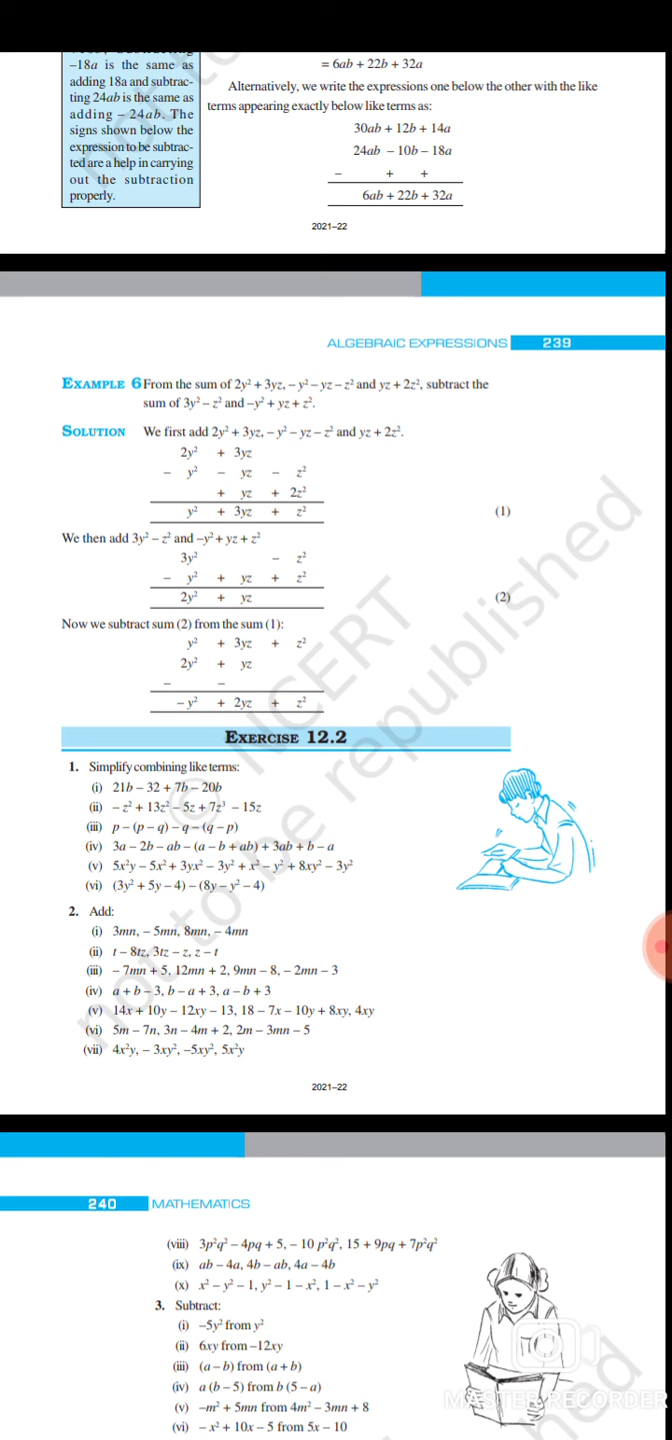 -18a is the same as
adding 18a and subtrac-
ting 24ab is the same as
adding – 24ab. The
signs shown below the
expression to be subtrac-
ted are a help in carrying
out the subtraction
properly.
= 6ab + 22b + 32a
Alternatively, we write the expressions one below the other with the like
terms appearing exactly below like terms as:
30ab + 12b + 14a
24ab – 10b – 18a
– + +
6ab + 22b + 32a
2021–22
ALGEBRAIC EXPRESSIONS 239
EXAMPLE 6 From the sum of 2y² + 3yz, – y² – yz – z² and yz + 2z², subtract the
sum of 3y² – z² and –y² + yz + z².
SOLUTION We first add 2y² + 3yz, – y² – yz – z² and yz + 2z².
2y² + 3yz
– y² – yz – z²
+ yz + 2z²
y² + 3yz + z² (1)
We then add 3y² – z² and –y² + yz + z²
3y² – z²
– y² + yz + z²
2y² + yz (2)
Now we subtract sum (2) from the sum (1):
y² + 3yz + z²
2y² + yz
– –
– y² + 2yz + z²
EXERCISE 12.2
1. Simplify combining like terms:
(i) 21b – 32 + 7b – 20b
(ii) – z² + 13z² – 5z + 7z³ – 15z
(iii) p – (p – q) – q – (q – p)
(iv) 3a – 2b – ab – (a – b + ab) + 3ab + b – a
(v) 5x²y – 5x² + 3yx² – 3y² + x² – y² + 8xy² – 3y²
(vi) (3y² + 5y – 4) – (8y – y² – 4)
2. Add:
(i) 3mn, – 5mn, 8mn, – 4mn
(ii) t – 8tz, 3tz – z, z – t
(iii) – 7mn + 5, 12mn + 2, 9mn – 8, – 2mn – 3
(iv) a + b – 3, b – a + 3, a – b + 3
(v) 14x + 10y – 12xy – 13, 18 – 7x – 10y + 8xy, 4xy
(vi) 5m – 7n, 3n – 4m + 2, 2m – 3mn – 5
(vii) 4x²y, – 3xy², –5xy², 5x²y
2021–22
240 MATHEMATICS
(viii) 3p²q² – 4pq + 5, – 10 p²q², 15 + 9pq + 7p²q²
(ix) ab – 4a, 4b – ab, 4a – 4b
(x) x² – y² – 1, y² – 1 – x², 1 – x² – y²
3. Subtract:
(i) –5y² from y²
(ii) 6xy from –12xy
(iii) (a – b) from (a + b)
(iv) a (b – 5) from b (5 – a)
(v) –m² + 5mn from 4m² – 3mn + 8
(vi) – x² + 10x – 5 from 5x – 10
© NCERT
not to be republished
MASTER RECORDER